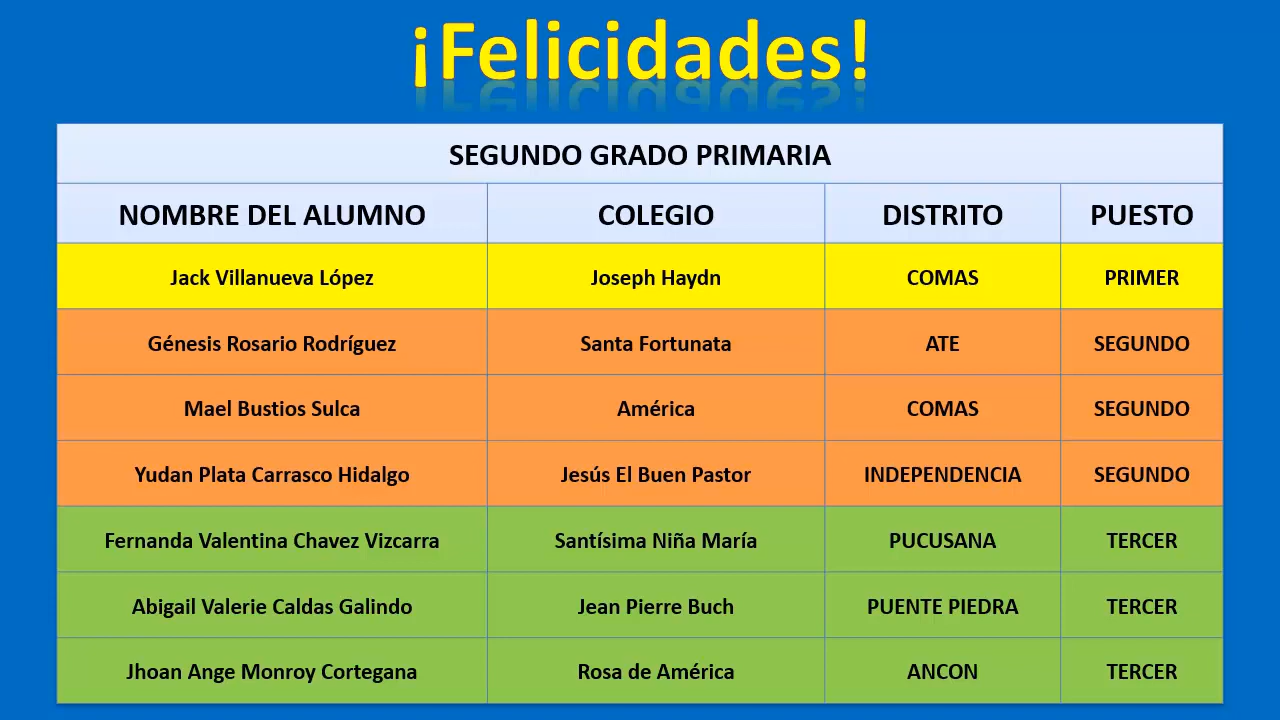 ¡Felicidades!
SEGUNDO GRADO PRIMARIA
NOMBRE DEL ALUMNO COLEGIO DISTRITO PUESTO
Jack Villanueva López Joseph Haydn COMAS PRIMER
Génesis Rosario Rodríguez Santa Fortunata ATE SEGUNDO
Mael Bustios Sulca América COMAS SEGUNDO
Yudan Plata Carrasco Hidalgo Jesús El Buen Pastor INDEPENDENCIA SEGUNDO
Fernanda Valentina Chavez Vizcarra Santísima Niña María PUCUSANA TERCER
Abigail Valerie Caldas Galindo Jean Pierre Buch PUENTE PIEDRA TERCER
Jhoan Ange Monroy Cortegana Rosa de América ANCON TERCER